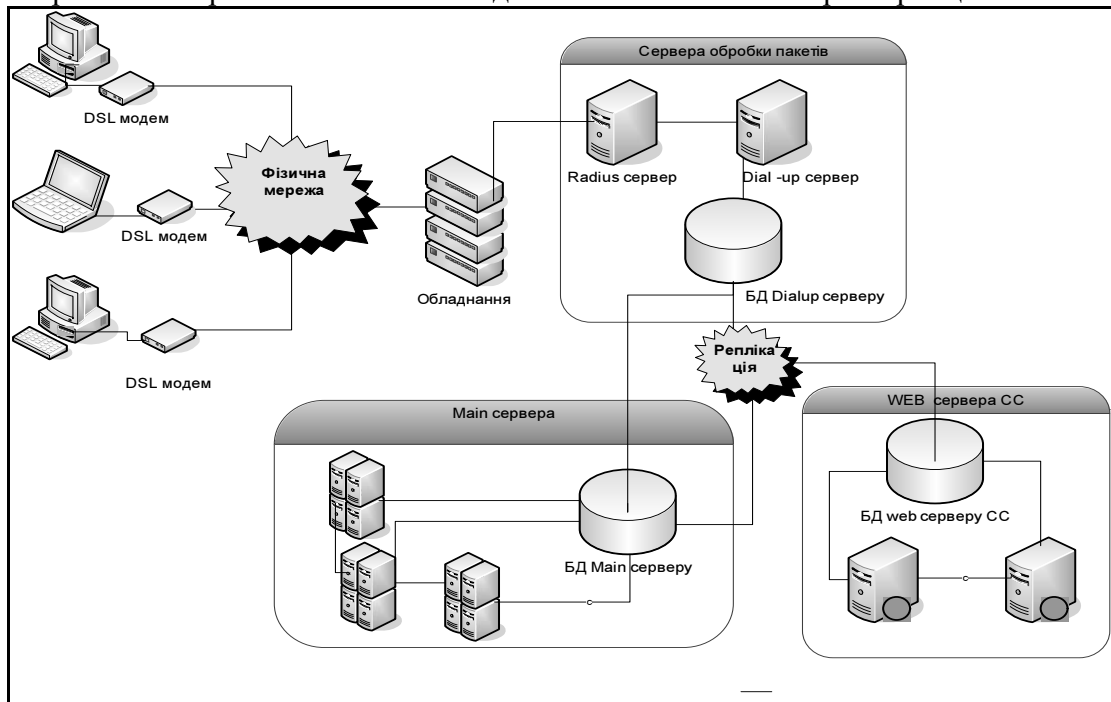 Сервера обробки пакетів
DSL модем
Фізична
мережа
Radius сервер
Dial -up сервер
DSL модем
Обладнання
БД Dialup серверу
DSL модем
Репліка
ція
Main сервера
WEB сервера СС
БД web серверу СС
БД Main серверу
c
c